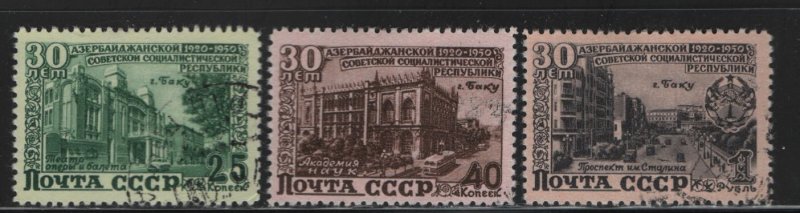 30 ЛЕТ
АЗЕРБАЙДЖАНСКОЙ 1920-1950
СОВЕТСКОЙ СОЦИАЛИСТИЧЕСКОЙ
РЕСПУБЛИКИ
г. Баку
Театр
оперы и балета
25
ПОЧТА СССР Копеек
30 ЛЕТ
АЗЕРБАЙДЖАНСКОЙ 1920-1950
СОВЕТСКОЙ СОЦИАЛИСТИЧЕСКОЙ
РЕСПУБЛИКИ
г. Баку
Академия
наук
40
ПОЧТА СССР Копеек
30 ЛЕТ
АЗЕРБАЙДЖАНСКОЙ 1920-1950
СОВЕТСКОЙ СОЦИАЛИСТИЧЕСКОЙ
РЕСПУБЛИКИ
г. Баку
Проспект им. Сталина
1
ПОЧТА СССР Рубль